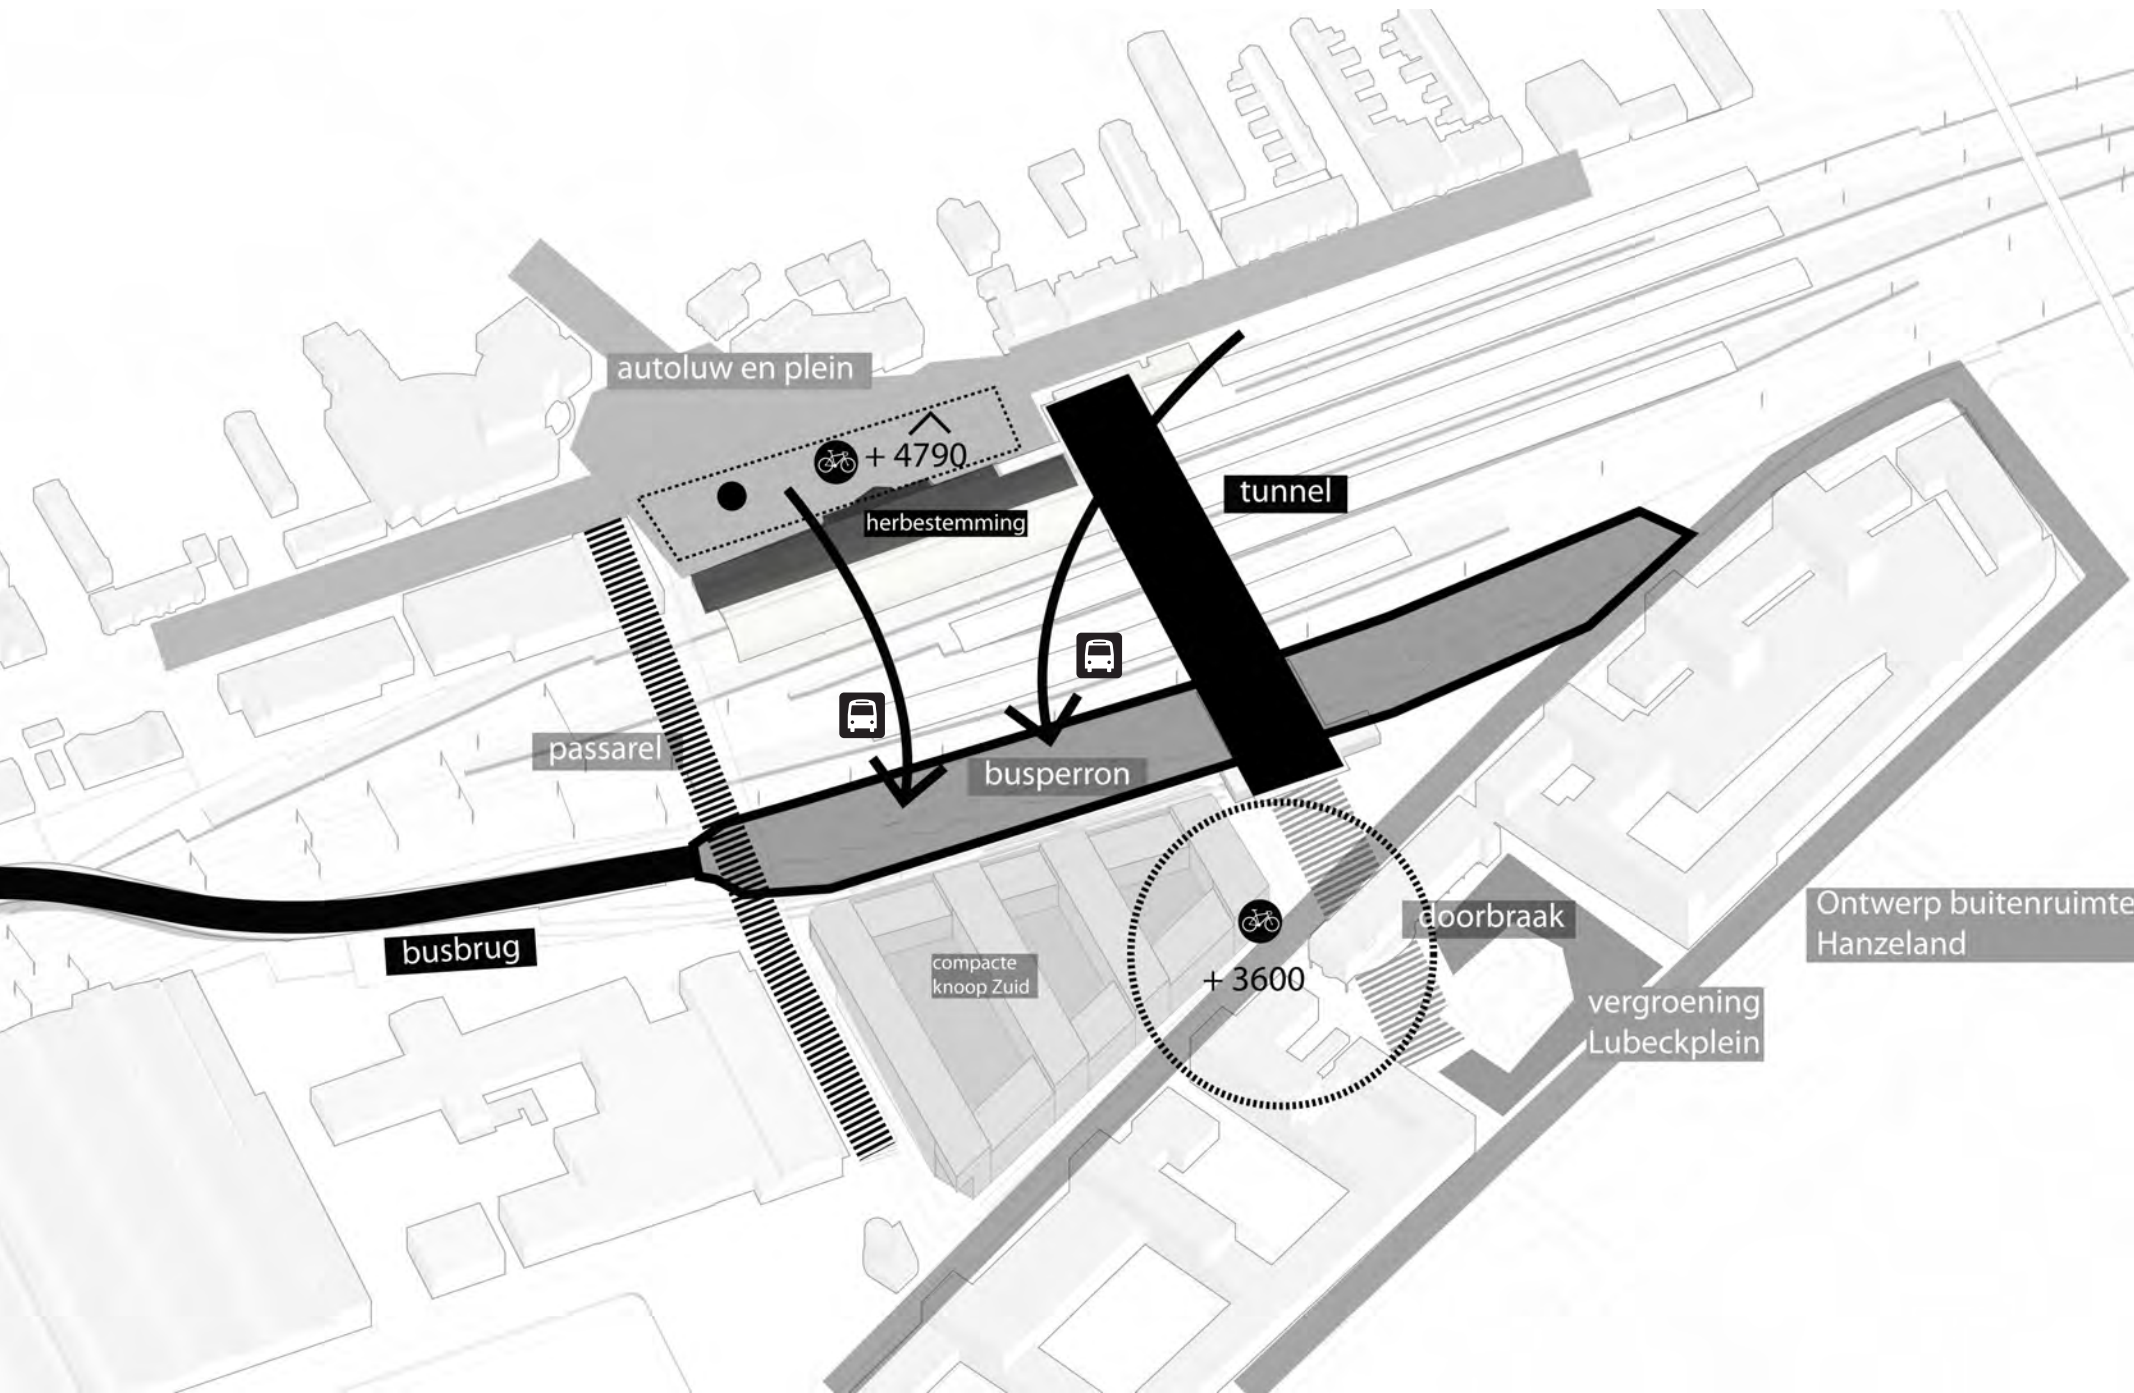 autoluw en plein
+ 4790
tunnel
herbestemming
passarel
busperron
busbrug
compacte
knoop Zuid
+ 3600
doorbraak
Ontwerp buitenruimte
Hanzeland
vergroening
Lubeckplein